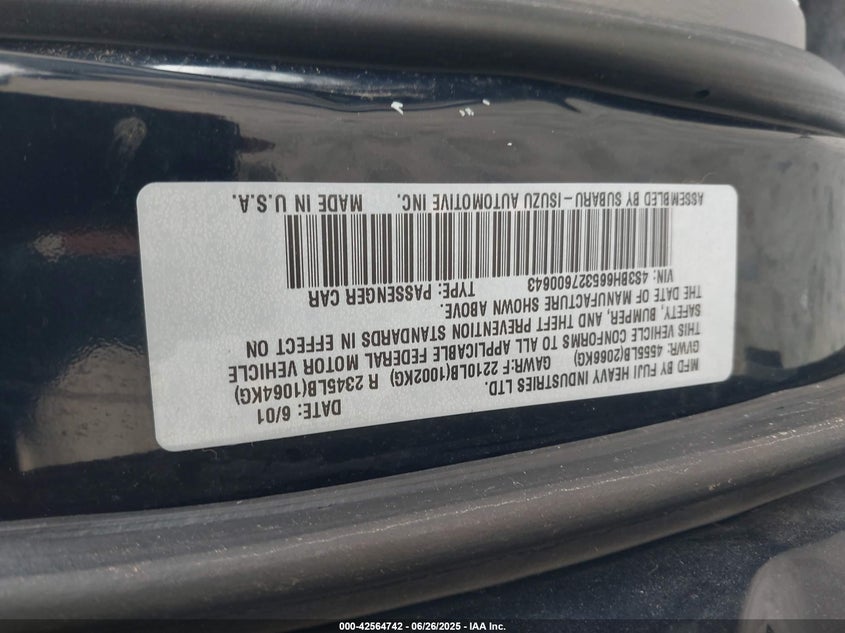 MFD BY FUJI HEAVY INDUSTRIES LTD. DATE: 6/01
GVWR: 4555LB(2066KG) GAWR:F 2210LB(1002KG) R 2345LB(1064KG)
THIS VEHICLE CONFORMS TO ALL APPLICABLE FEDERAL MOTOR VEHICLE
SAFETY, BUMPER, AND THEFT PREVENTION STANDARDS IN EFFECT ON
THE DATE OF MANUFACTURE SHOWN ABOVE.
VIN: 4S3BH665327600643 TYPE: PASSENGER CAR
ASSEMBLED BY SUBARU-ISUZU AUTOMOTIVE INC. MADE IN U.S.A.
000-42564742 - 06/26/2025 - IAA Inc.